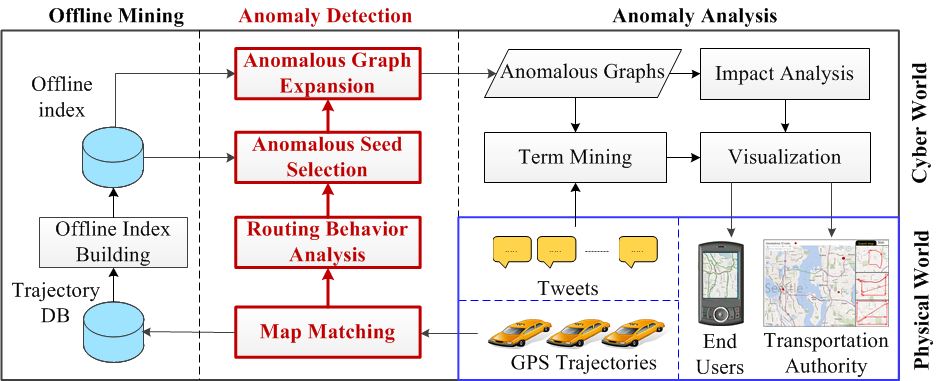 Offline Mining
Anomaly Detection
Anomaly Analysis
Offline
index
Anomalous Graph
Expansion
Anomalous Graphs
Impact Analysis
Anomalous Seed
Selection
Term Mining
Visualization
Cyber World
Offline Index
Building
Routing Behavior
Analysis
.....
.....
.....
Tweets
Trajectory
DB
Map Matching
GPS Trajectories
End
Users
Seattle
Transportation
Authority
Physical World